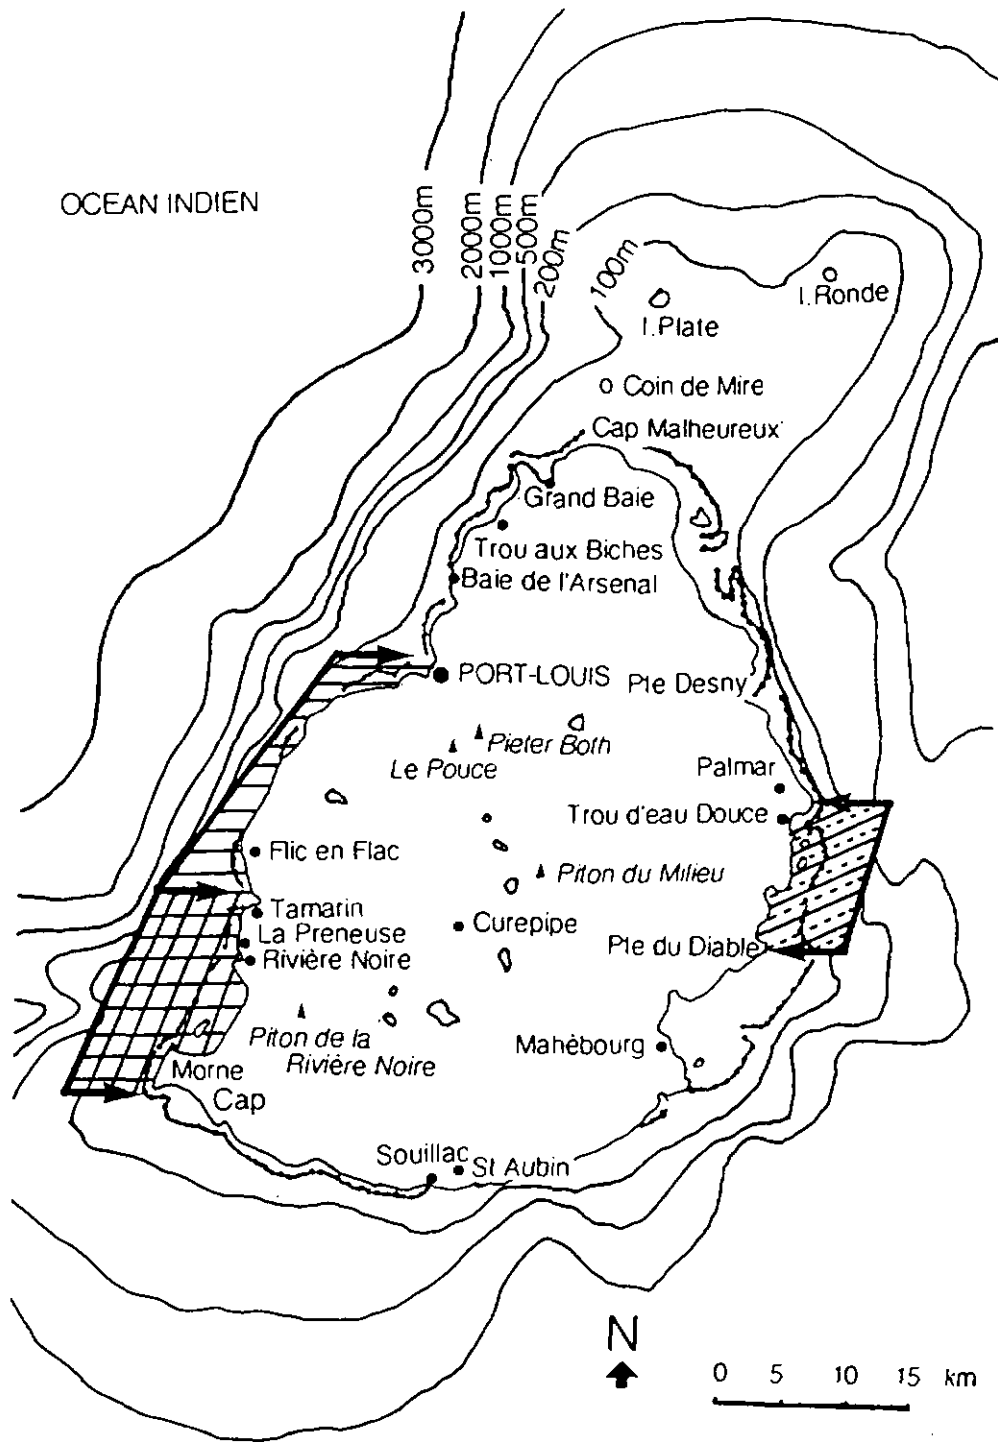 OCEAN INDIEN
3000m
2000m
1000m
500m
200m
100m
I.Ronde
I.Plate
Coin de Mire
Cap Malheureux
Grand Baie
Trou aux Biches
Baie de l'Arsenal
PORT-LOUIS
Pte Desny
Pieter Both
Le Pouce
Palmar
Trou d'eau Douce
Flic en Flac
Piton du Milieu
Tamarin
La Preneuse
Curepipe
Rivière Noire
Pte du Diable
Piton de la
Rivière Noire
Mahébourg
Morne
Cap
Souillac
St Aubin
N
0 5 10 15 km